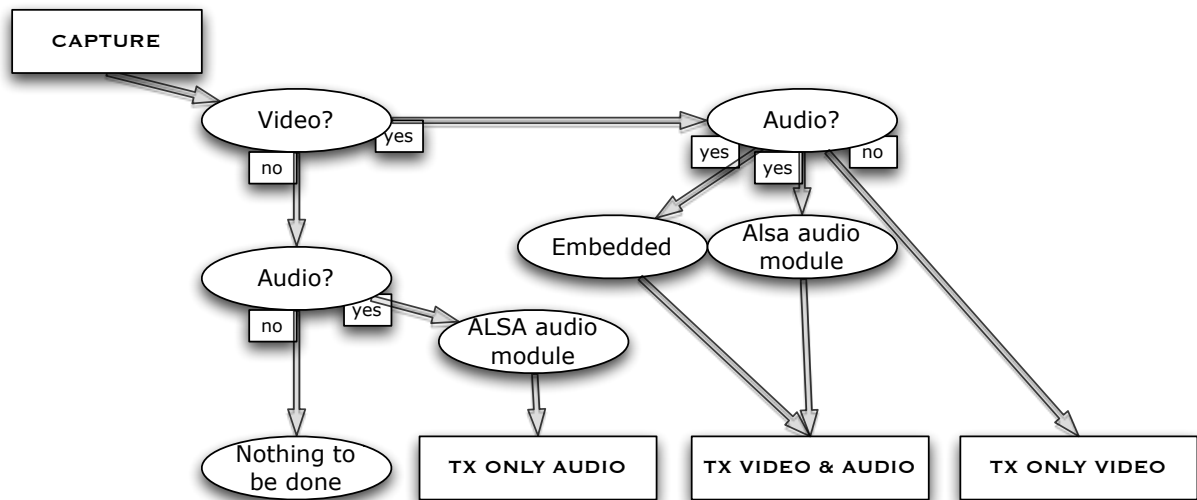 CAPTURE
Video?
yes
Audio?
no
yes
yes
no
Embedded
Alsa audio
module
Audio?
no
yes
ALSA audio
module
Nothing to
be done
TX ONLY AUDIO
TX VIDEO & AUDIO
TX ONLY VIDEO